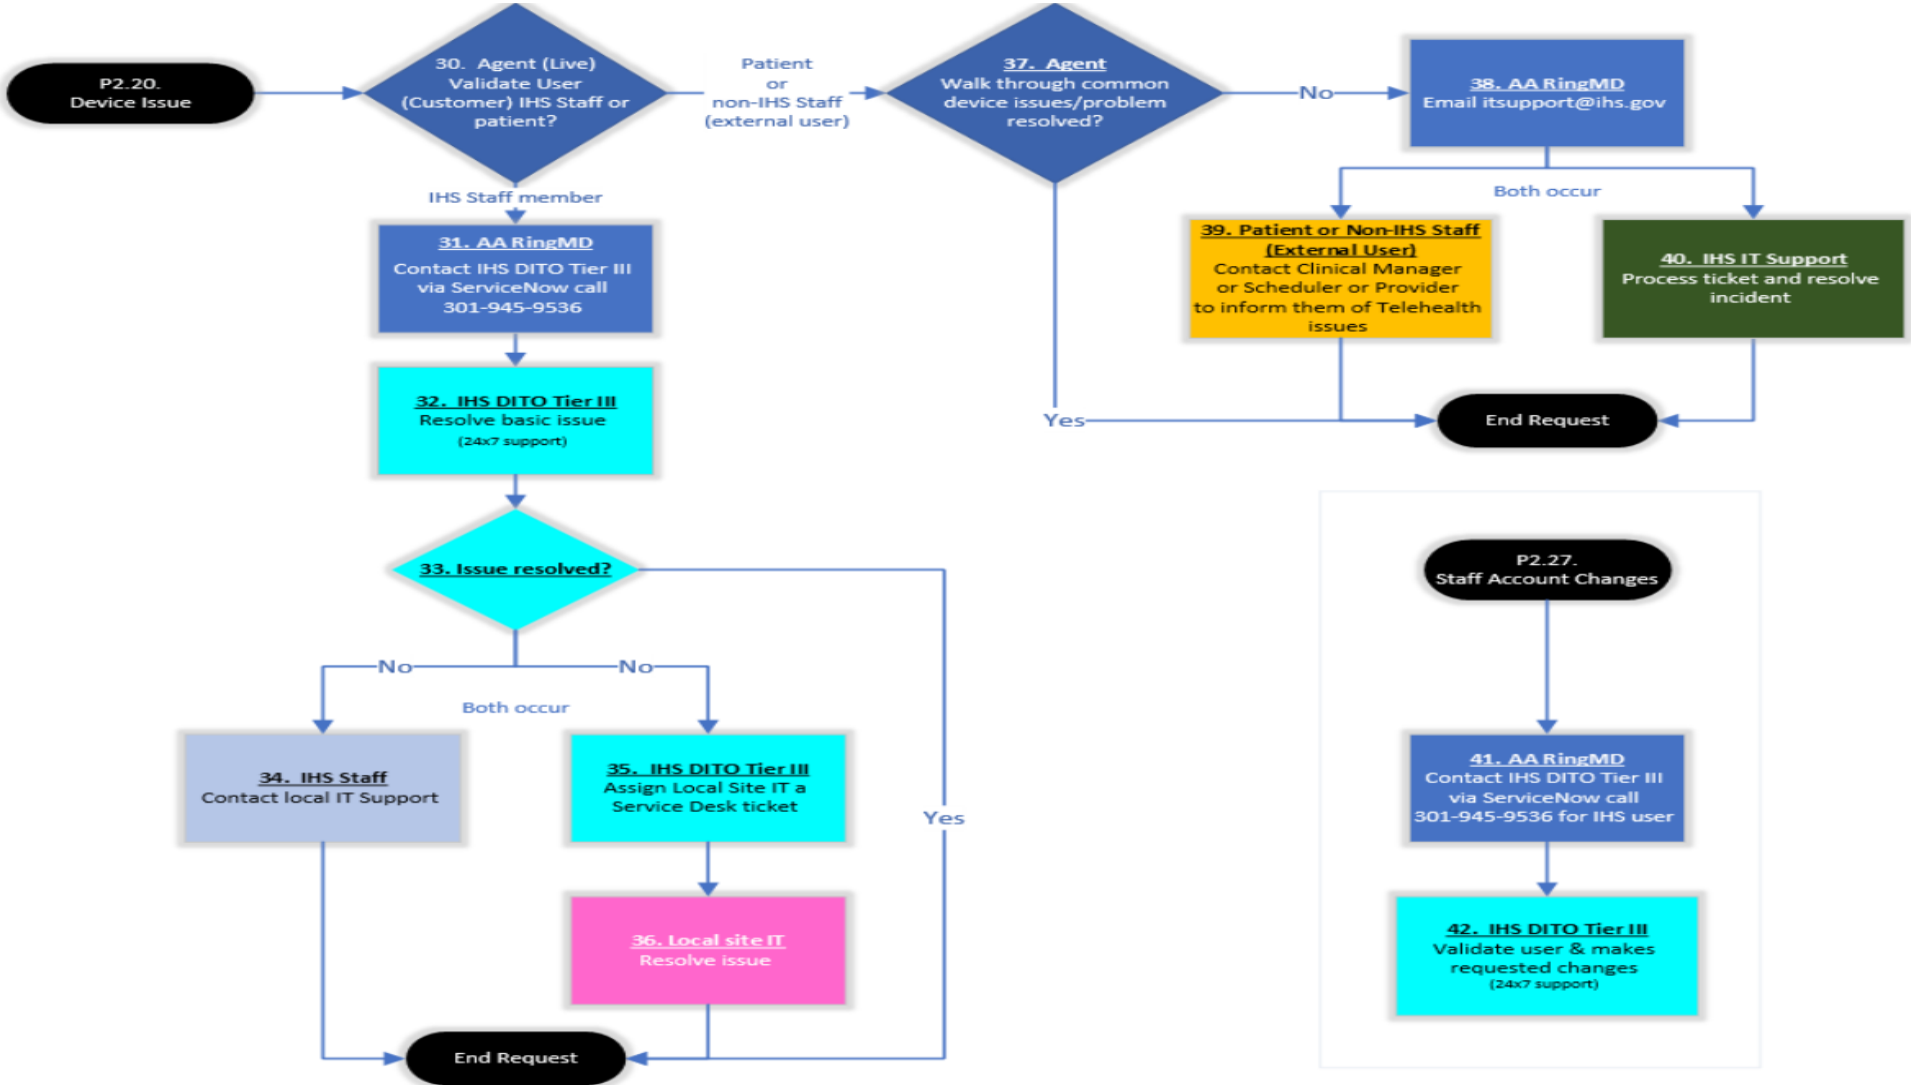 P2.20.
Device Issue
30.  Agent (Live)
Validate User
(Customer) IHS Staff or
patient?
Patient
or
non-IHS Staff
(external user)
37.  Agent
Walk through common
device issues/problem
resolved?
No
38. AA RingMD
Email itsupport@ihs.gov
IHS Staff member
Both occur
31. AA RingMD
Contact IHS DITO Tier III
via ServiceNow call
301-945-9536
39. Patient or Non-IHS Staff
(External User)
Contact Clinical Manager
or Scheduler or Provider
to inform them of Telehealth
issues
40.  IHS IT Support
Process ticket and resolve
incident
32.  IHS DITO Tier III
Resolve basic issue
(24x7 support)
Yes
End Request
33. Issue resolved?
P2.27.
Staff Account Changes
No
No
Both occur
34.  IHS Staff
Contact local IT Support
35.  IHS DITO Tier III
Assign Local Site IT a
Service Desk ticket
Yes
41. AA RingMD
Contact IHS DITO Tier III
via ServiceNow call
301-945-9536 for IHS user
36. Local site IT
Resolve issue
42.  IHS DITO Tier III
Validate user & makes
requested changes
(24x7 support)
End Request